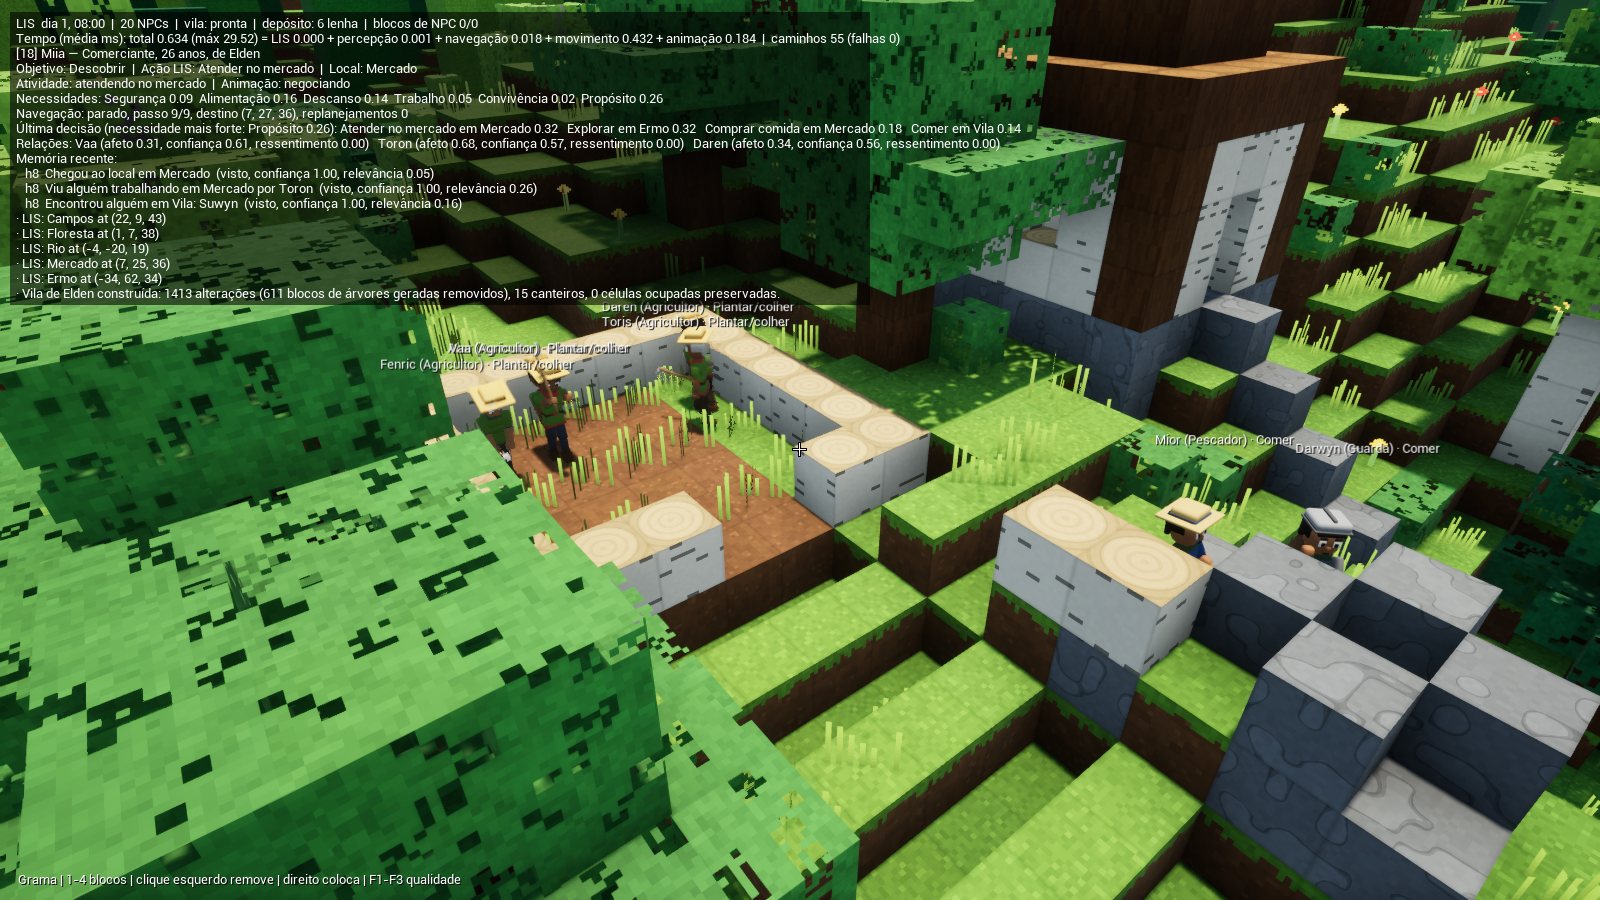 LIS dia 1, 08:00 | 20 NPCs | vila: pronta | depósito: 6 lenha | blocos de NPC 0/0
Tempo (média ms): total 0.634 (máx 29.52) = LIS 0.000 + percepção 0.001 + navegação 0.018 + movimento 0.432 + animação 0.184 | caminhos 55 (falhas 0)
[18] Miia — Comerciante, 26 anos, de Elden
Objetivo: Descobrir | Ação LIS: Atender no mercado | Local: Mercado
Atividade: atendendo no mercado | Animação: negociando
Necessidades: Segurança 0.09 Alimentação 0.16 Descanso 0.14 Trabalho 0.05 Convivência 0.02 Propósito 0.26
Navegação: parado, passo 9/9, destino (7, 27, 36), replanejamentos 0
Última decisão (necessidade mais forte: Propósito 0.26): Atender no mercado em Mercado 0.32 Explorar em Ermo 0.32 Comprar comida em Mercado 0.18 Comer em Vila 0.14
Relações: Vaa (afeto 0.31, confiança 0.61, ressentimento 0.00) Toron (afeto 0.68, confiança 0.57, ressentimento 0.00) Daren (afeto 0.34, confiança 0.56, ressentimento 0.00)
Memória recente:
h8 Chegou ao local em Mercado (visto, confiança 1.00, relevância 0.05)
h8 Viu alguém trabalhando em Mercado por Toron (visto, confiança 1.00, relevância 0.26)
h8 Encontrou alguém em Vila: Suwyn (visto, confiança 1.00, relevância 0.16)
· LIS: Campos at (22, 9, 43)
· LIS: Floresta at (1, 7, 38)
· LIS: Rio at (-4, -20, 19)
· LIS: Mercado at (7, 25, 36)
· LIS: Ermo at (-34, 62, 34)
· Vila de Elden construída: 1413 alterações (611 blocos de árvores geradas removidos), 15 canteiros, 0 células ocupadas preservadas.
Daren (Agricultor) · Plantar/colher
Toris (Agricultor) · Plantar/colher
Vaa (Agricultor) · Plantar/colher
Fenric (Agricultor) · Plantar/colher
Mior (Pescador) · Comer
Darwyn (Guarda) · Comer
Grama | 1-4 blocos | clique esquerdo remove | direito coloca | F1-F3 qualidade